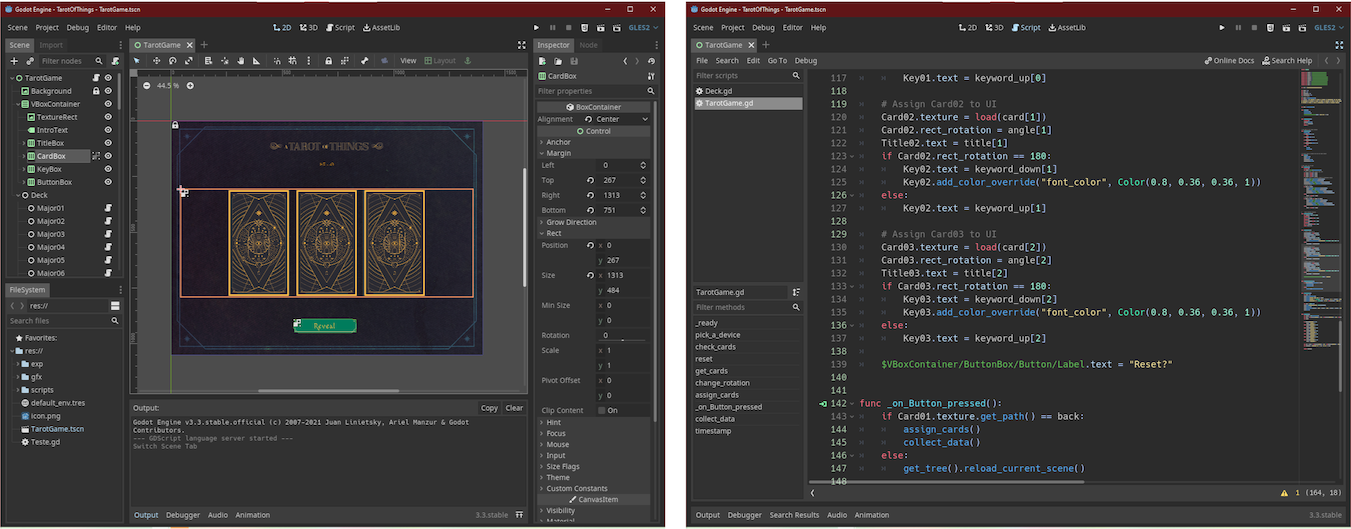 Godot Engine - TarotOfThings - TarotGame.tscn
Scene Project Debug Editor Help
2D 3D Script AssetLib
GLES2
Scene Import
Filter nodes
TarotGame
Background
VBoxContainer
TextureRect
IntroText
TitleBox
CardBox
KeyBox
ButtonBox
Deck
Major01
Major02
Major03
Major04
Major05
Major06
FileSystem
res://
Search files
Favorites:
res://
exp
gfx
scripts
default_env.tres
icon.png
TarotGame.tscn
Teste.gd
TarotGame
View Layout
0 500 1000 1500
44.5 %
A TAROT OF THINGS
Reveal
Output: Copy Clear
Godot Engine v3.3.stable.official (c) 2007-2021 Juan Linietsky, Ariel Manzur & Godot
Contributors.
--- GDScript language server started ---
Switch Scene Tab
Output Debugger Audio Animation 3.3.stable
Inspector Node
CardBox
Filter properties
BoxContainer
Alignment Center
Control
Anchor
Margin
Left 0
Top 267
Right 1313
Bottom 751
Grow Direction
Rect
Position x 0
y 267
Size x 1313
y 484
Min Size x 0
y 0
Rotation 0
Scale x 1
y 1
Pivot Offset x 0
y 0
Clip Content On
Hint
Focus
Mouse
Input
Size Flags
Theme
Custom Constants
CanvasItem
Visibility
Material
Godot Engine - TarotOfThings - TarotGame.tscn
Scene Project Debug Editor Help
2D 3D Script AssetLib
GLES2
TarotGame
File Search Edit Go To Debug
Online Docs Search Help
Filter scripts
Deck.gd
TarotGame.gd
TarotGame.gd
Filter methods
_ready
pick_a_device
check_cards
reset
get_cards
change_rotation
assign_cards
_on_Button_pressed
collect_data
timestamp
117 Key01.text = keyword_up[0]
118
119 # Assign Card02 to UI
120 Card02.texture = load(card[1])
121 Card02.rect_rotation = angle[1]
122 Title02.text = title[1]
123 if Card02.rect_rotation == 180:
124 Key02.text = keyword_down[1]
125 Key02.add_color_override("font_color", Color(0.8, 0.36, 0.36, 1))
126 else:
127 Key02.text = keyword_up[1]
128
129 # Assign Card03 to UI
130 Card03.texture = load(card[2])
131 Card03.rect_rotation = angle[2]
132 Title03.text = title[2]
133 if Card03.rect_rotation == 180:
134 Key03.text = keyword_down[2]
135 Key03.add_color_override("font_color", Color(0.8, 0.36, 0.36, 1))
136 else:
137 Key03.text = keyword_up[2]
138
139 $VBoxContainer/ButtonBox/Button/Label.text = "Reset?"
140
141
142 func _on_Button_pressed():
143 if Card01.texture.get_path() == back:
144 assign_cards()
145 collect_data()
146 else:
147 get_tree().reload_current_scene()
148
1 (164, 18)
Output Debugger Search Results Audio Animation 3.3.stable